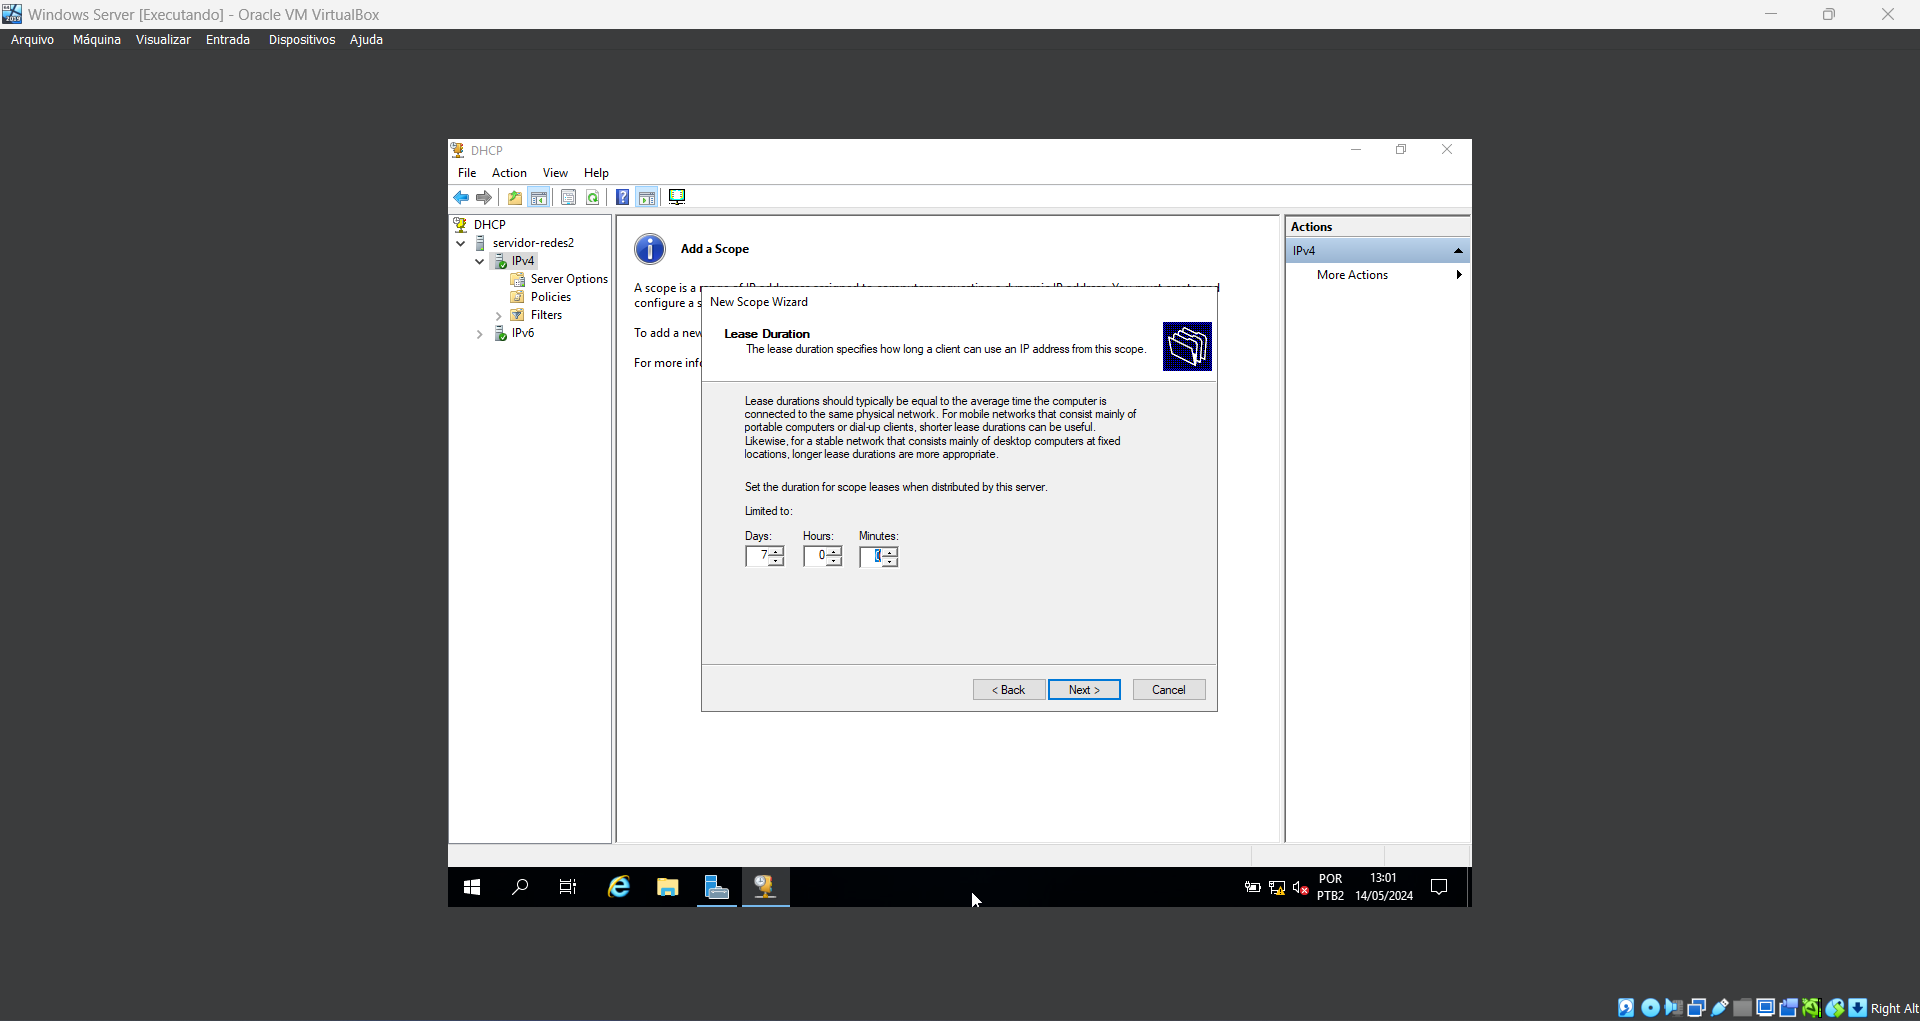 Windows Server [Executando] - Oracle VM VirtualBox
Arquivo Máquina Visualizar Entrada Dispositivos Ajuda
DHCP
File Action View Help
DHCP
servidor-redes2
IPv4
Server Options
Policies
Filters
IPv6
Add a Scope
A scope is a
configure a s
To add a new
For more info
New Scope Wizard
Lease Duration
The lease duration specifies how long a client can use an IP address from this scope.
Lease durations should typically be equal to the average time the computer is
connected to the same physical network. For mobile networks that consist mainly of
portable computers or dial-up clients, shorter lease durations can be useful.
Likewise, for a stable network that consists mainly of desktop computers at fixed
locations, longer lease durations are more appropriate.
Set the duration for scope leases when distributed by this server.
Limited to:
Days: Hours: Minutes:
7 0 0
< Back Next > Cancel
Actions
IPv4
More Actions
POR
PTB2
13:01
14/05/2024
Right Alt